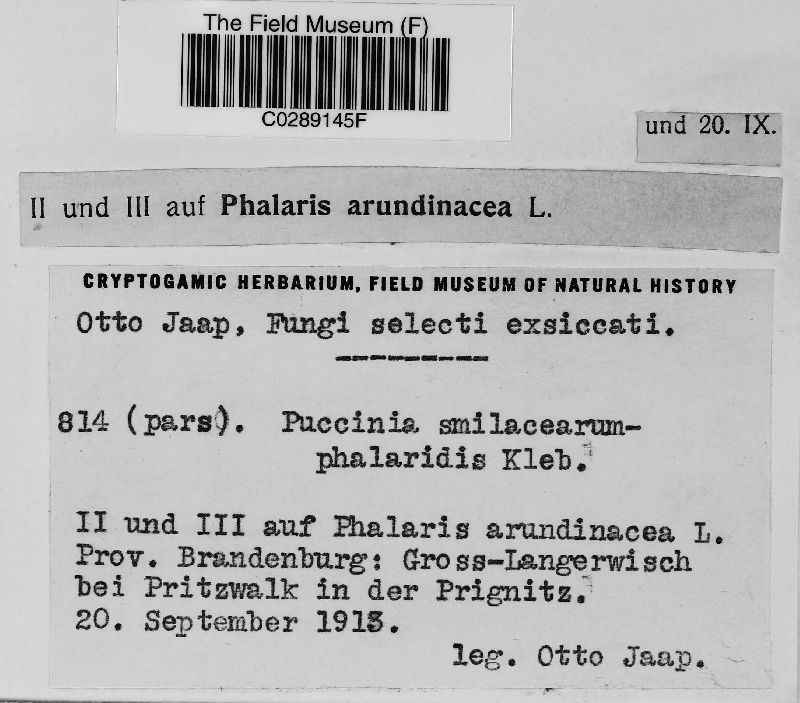 The Field Museum (F)
C0289145F
und 20. IX.
II und III auf Phalaris arundinacea L.
CRYPTOGAMIC HERBARIUM, FIELD MUSEUM OF NATURAL HISTORY
Otto Jaap, Fungi selecti exsiccati.
814 (pars). Puccinia smilacearum-
phalaridis Kleb.
II und III auf Phalaris arundinacea L.
Prov. Brandenburg: Gross-Langerwisch
bei Pritzwalk in der Prignitz.
20. September 1913.
leg. Otto Jaap.